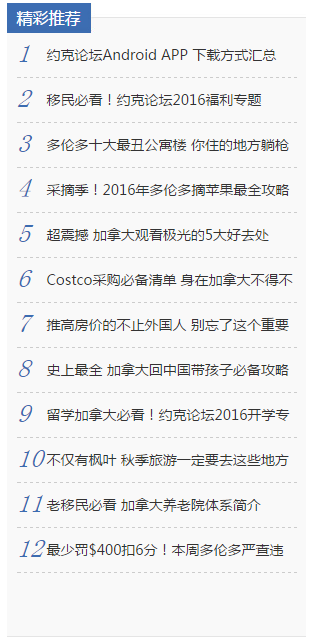 精彩推荐
1 约克论坛Android APP 下载方式汇总
2 移民必看！约克论坛2016福利专题
3 多伦多十大最丑公寓楼 你住的地方躺枪
4 采摘季！2016年多伦多摘苹果最全攻略
5 超震撼 加拿大观看极光的5大好去处
6 Costco采购必备清单 身在加拿大不得不
7 推高房价的不止外国人 别忘了这个重要
8 史上最全 加拿大回中国带孩子必备攻略
9 留学加拿大必看！约克论坛2016开学专
10 不仅有枫叶 秋季旅游一定要去这些地方
11 老移民必看 加拿大养老院体系简介
12 最少罚$400扣6分！本周多伦多严查违